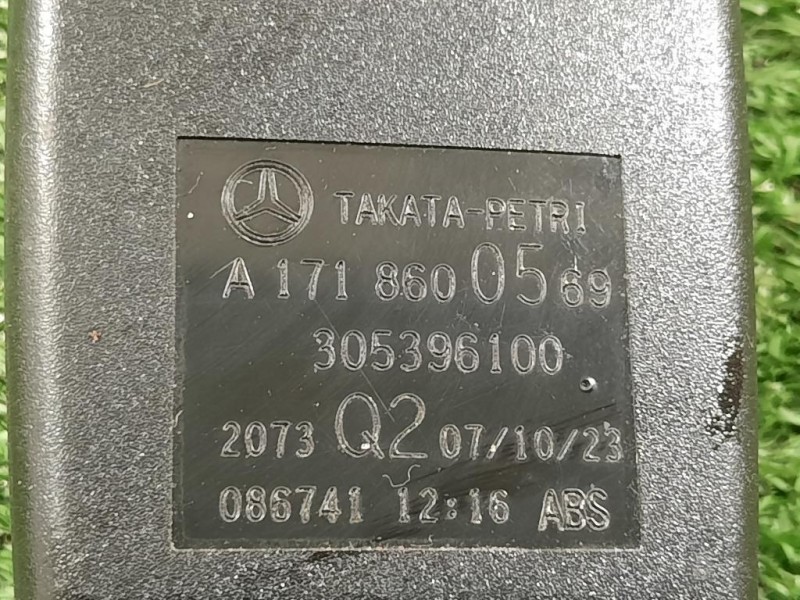 TAKATA-PETRI
A 171 860 05 69
305396100
2073 Q2 07/10/23
086741 12:16 ABS